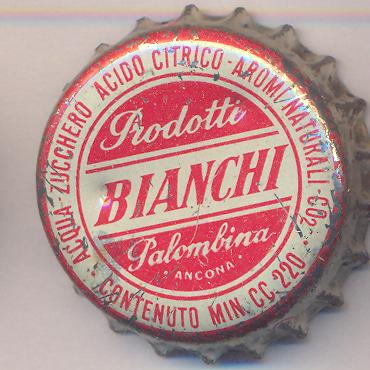 ACQUA - ZUCCHERO ACIDO CITRICO - AROMI NATURALI - CO2
Prodotti
BIANCHI
Palombina
ANCONA
CONTENUTO MIN. CC 220